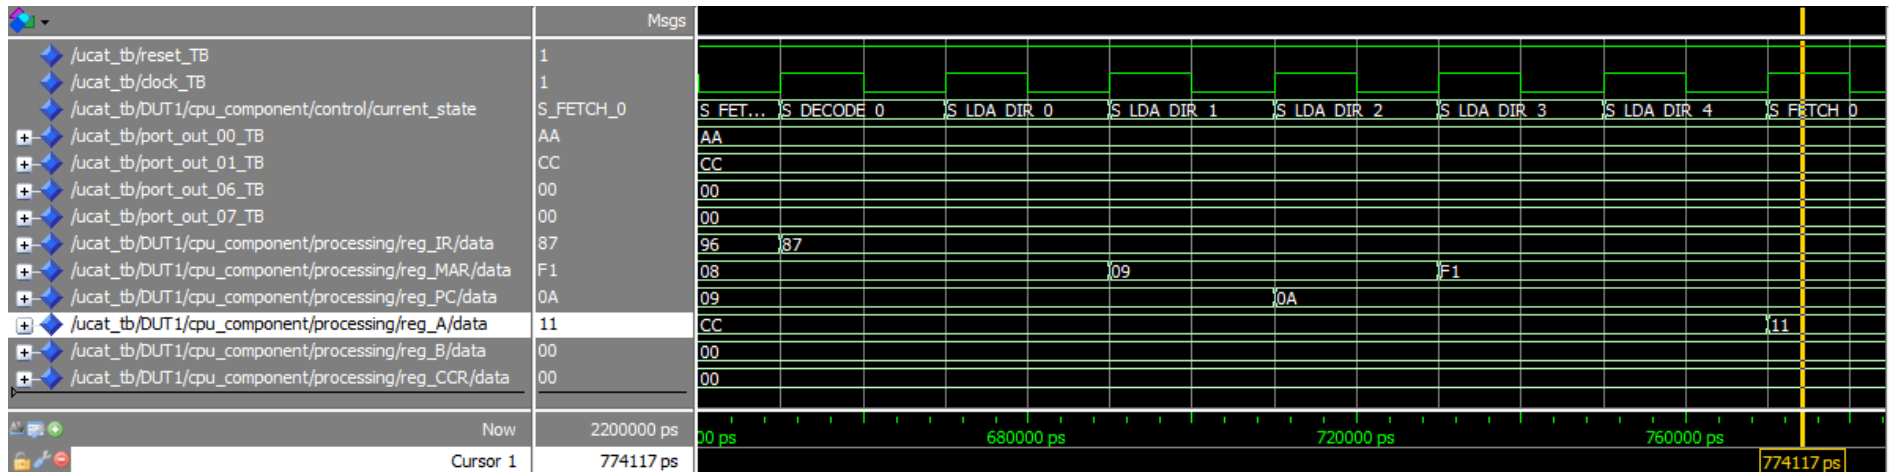 Msgs
/ucat_tb/reset_TB 1
/ucat_tb/clock_TB 1
/ucat_tb/DUT1/cpu_component/control/current_state S_FETCH_0 S_FET... S_DECODE_0 S_LDA_DIR_0 S_LDA_DIR_1 S_LDA_DIR_2 S_LDA_DIR_3 S_LDA_DIR_4 S_FETCH_0
/ucat_tb/port_out_00_TB AA AA
/ucat_tb/port_out_01_TB CC CC
/ucat_tb/port_out_06_TB 00 00
/ucat_tb/port_out_07_TB 00 00
/ucat_tb/DUT1/cpu_component/processing/reg_IR/data 87 96 87
/ucat_tb/DUT1/cpu_component/processing/reg_MAR/data F1 08 09 F1
/ucat_tb/DUT1/cpu_component/processing/reg_PC/data 0A 09 0A
/ucat_tb/DUT1/cpu_component/processing/reg_A/data 11 CC 11
/ucat_tb/DUT1/cpu_component/processing/reg_B/data 00 00
/ucat_tb/DUT1/cpu_component/processing/reg_CCR/data 00 00
Now 2200000 ps 00 ps 680000 ps 720000 ps 760000 ps
Cursor 1 774117 ps 774117 ps